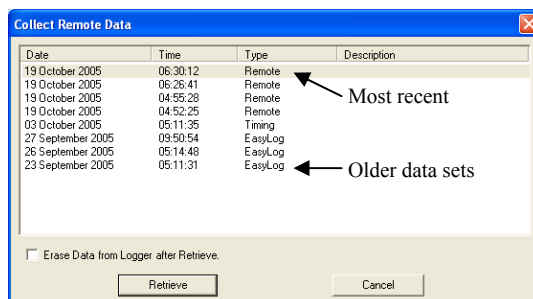 Collect Remote Data
Date Time Type Description
19 October 2005 06:30:12 Remote
19 October 2005 06:26:41 Remote
19 October 2005 04:55:28 Remote
19 October 2005 04:52:25 Remote
03 October 2005 05:11:35 Timing
27 September 2005 09:50:54 EasyLog
26 September 2005 05:14:48 EasyLog
23 September 2005 05:11:31 EasyLog
Most recent
Older data sets
Erase Data from Logger after Retrieve.
Retrieve Cancel